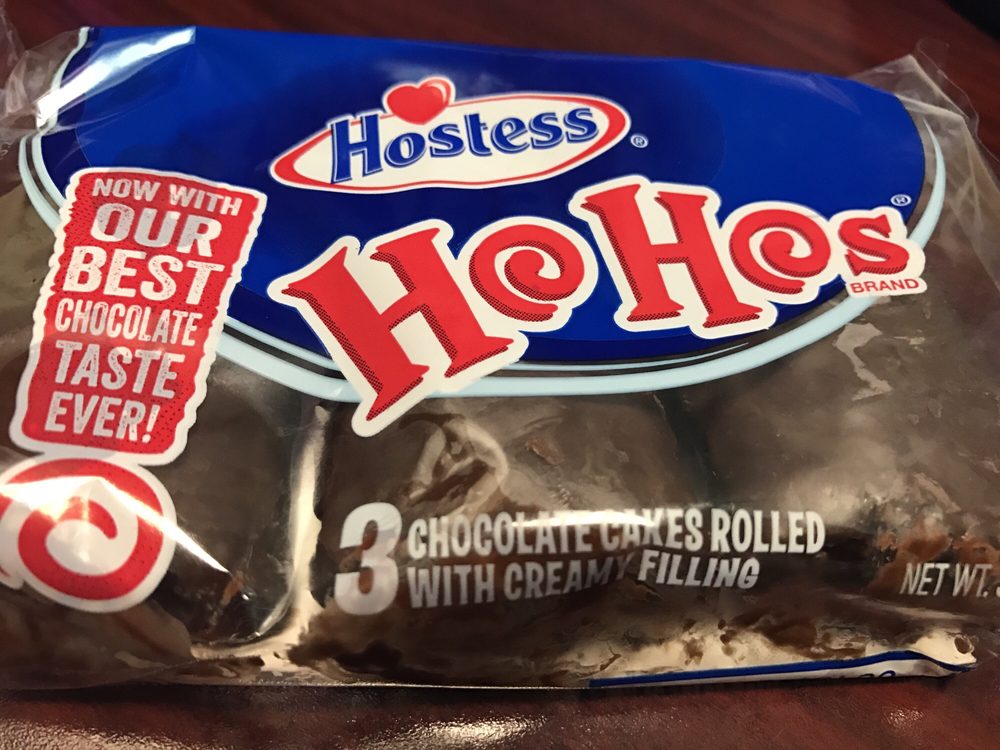 Hostess®
HoHos®
BRAND
NOW WITH
OUR
BEST
CHOCOLATE
TASTE
EVER!
3 CHOCOLATE CAKES ROLLED
WITH CREAMY FILLING
NET WT.